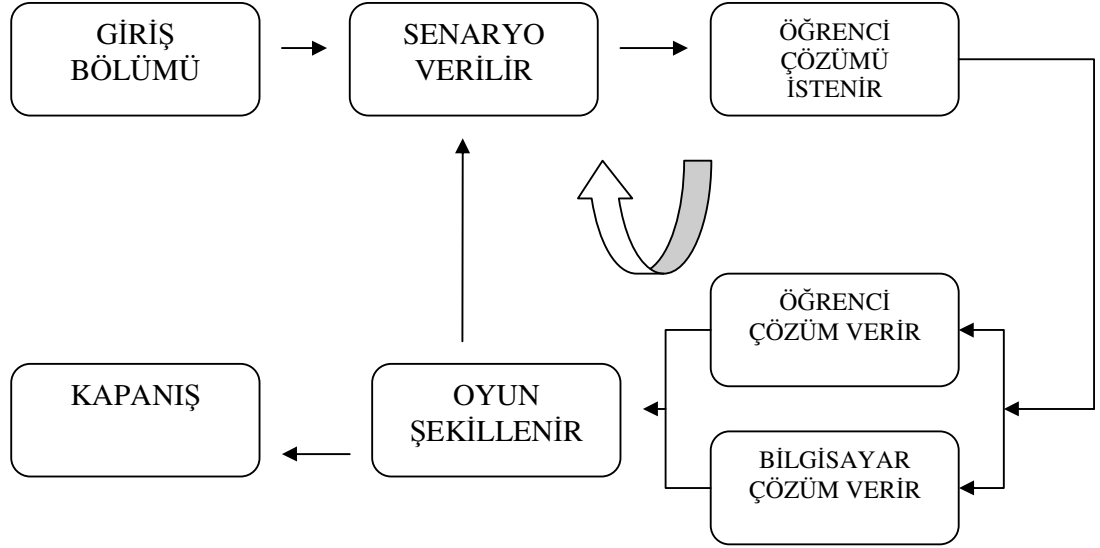 GİRİŞ
BÖLÜMÜ
SENARYO
VERİLİR
ÖĞRENCİ
ÇÖZÜMÜ
İSTENİR
ÖĞRENCİ
ÇÖZÜM VERİR
KAPANIŞ
OYUN
ŞEKİLLENİR
BİLGİSAYAR
ÇÖZÜM VERİR